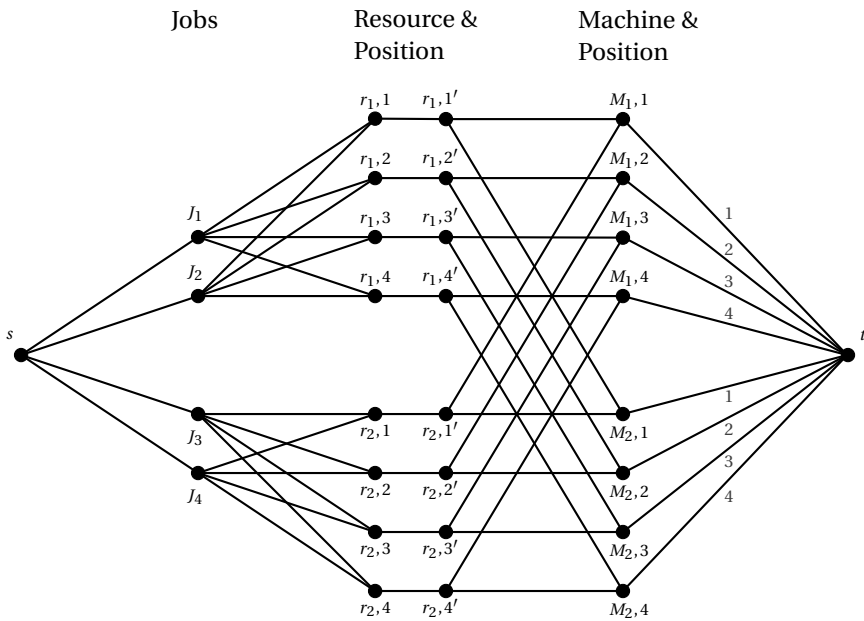 Jobs
Resource &
Position
Machine &
Position
r₁,1
r₁,1′
M₁,1
r₁,2
r₁,2′
M₁,2
J₁
r₁,3
r₁,3′
M₁,3
1
J₂
r₁,4
r₁,4′
M₁,4
2
3
4
s
t
J₃
r₂,1
r₂,1′
M₂,1
1
J₄
r₂,2
r₂,2′
M₂,2
2
3
4
r₂,3
r₂,3′
M₂,3
r₂,4
r₂,4′
M₂,4